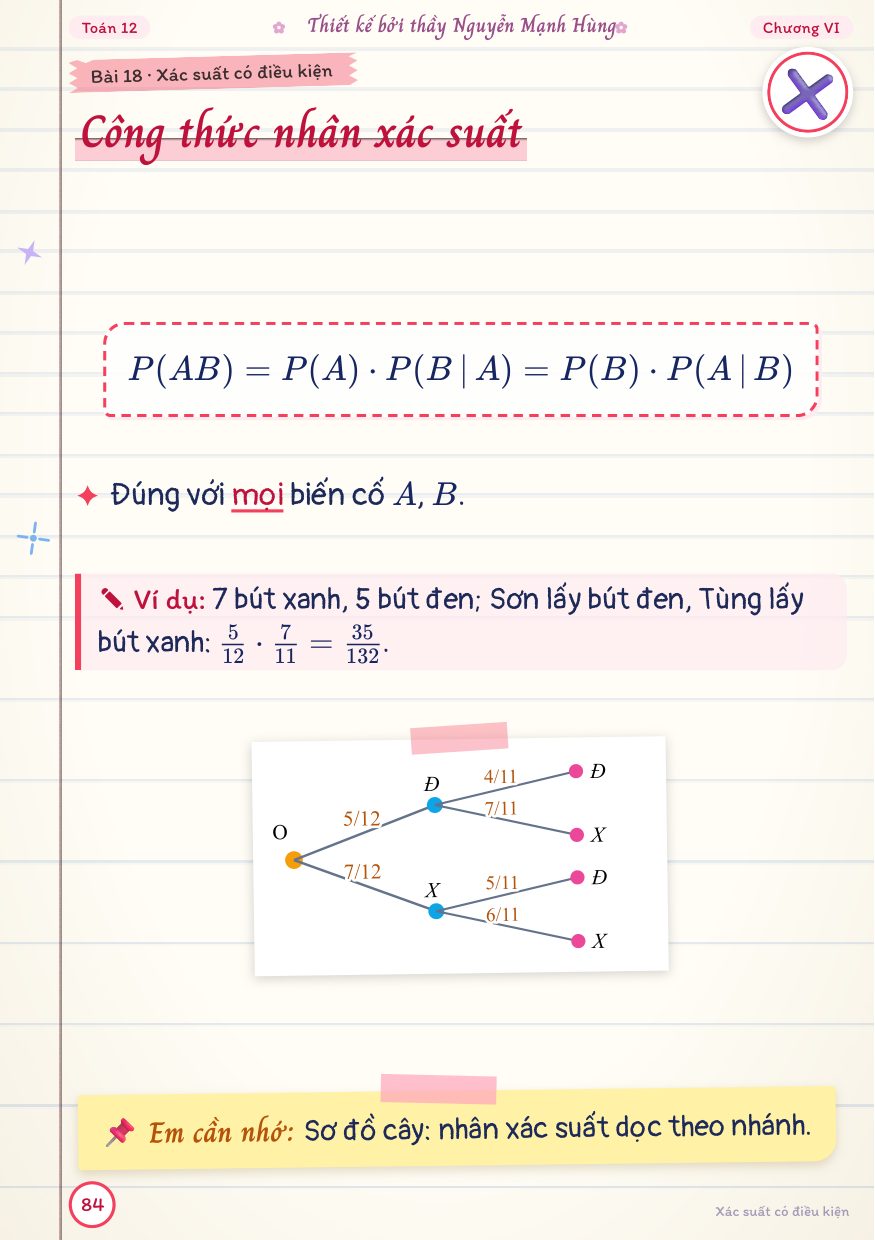 Toán 12
Thiết kế bởi thầy Nguyễn Mạnh Hùng
Chương VI
Bài 18 · Xác suất có điều kiện
Công thức nhân xác suất
P(AB) = P(A) · P(B | A) = P(B) · P(A | B)
Đúng với mọi biến cố A, B.
Ví dụ: 7 bút xanh, 5 bút đen; Sơn lấy bút đen, Tùng lấy
bút xanh: 5/12 · 7/11 = 35/132.
4/11 Đ
Đ
7/11
5/12
O
X
7/12
Đ
X 5/11
6/11
X
Em cần nhớ: Sơ đồ cây: nhân xác suất dọc theo nhánh.
84
Xác suất có điều kiện